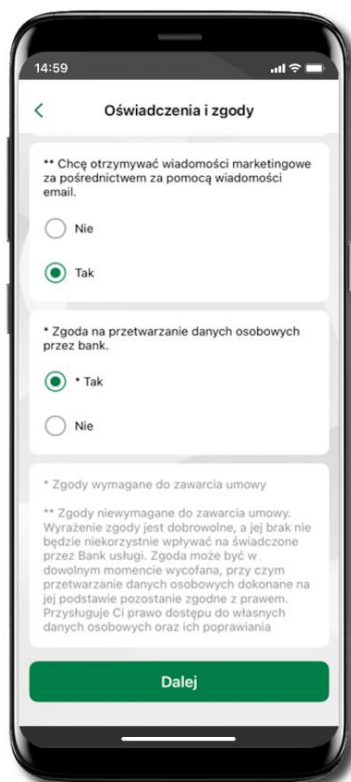 14:59
Oświadczenia i zgody
** Chcę otrzymywać wiadomości marketingowe
za pośrednictwem za pomocą wiadomości
email.
Nie
Tak
* Zgoda na przetwarzanie danych osobowych
przez bank.
* Tak
Nie
* Zgody wymagane do zawarcia umowy
** Zgody niewymagane do zawarcia umowy.
Wyrażenie zgody jest dobrowolne, a jej brak nie
będzie niekorzystnie wpływać na świadczone
przez Bank usługi. Zgoda może być w
dowolnym momencie wycofana, przy czym
przetwarzanie danych osobowych dokonane na
jej podstawie pozostanie zgodne z prawem.
Przysługuje Ci prawo dostępu do własnych
danych osobowych oraz ich poprawiania
Dalej